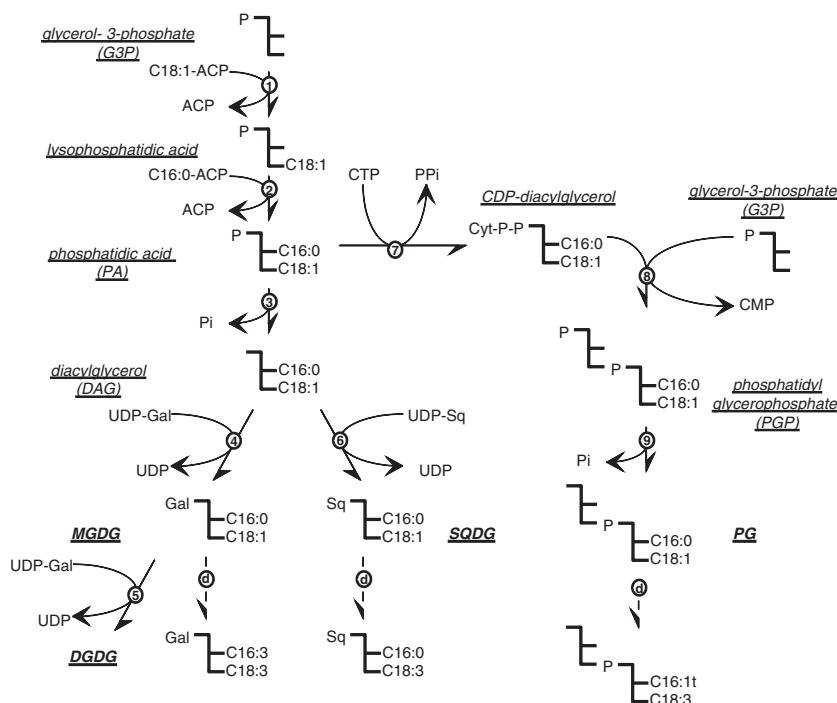 glycerol- 3-phosphate
(G3P)
P
C18:1-ACP
1
ACP
lysophosphatidic acid
P
C18:1
C16:0-ACP
2
ACP
phosphatidic acid
(PA)
P
C16:0
C18:1
CTP
PPi
7
CDP-diacylglycerol
Cyt-P-P
C16:0
C18:1
glycerol-3-phosphate
(G3P)
P
8
CMP
3
Pi
diacylglycerol
(DAG)
C16:0
C18:1
P
P
C16:0
C18:1
phosphatidyl
glycerophosphate
(PGP)
UDP-Gal
4
UDP
6
UDP-Sq
UDP
9
Pi
MGDG
Gal
C16:0
C18:1
Sq
C16:0
C18:1
SQDG
P
C16:0
C18:1
PG
UDP-Gal
5
UDP
d
d
d
DGDG
Gal
C16:3
C18:3
Sq
C16:0
C18:3
P
C16:1t
C18:3